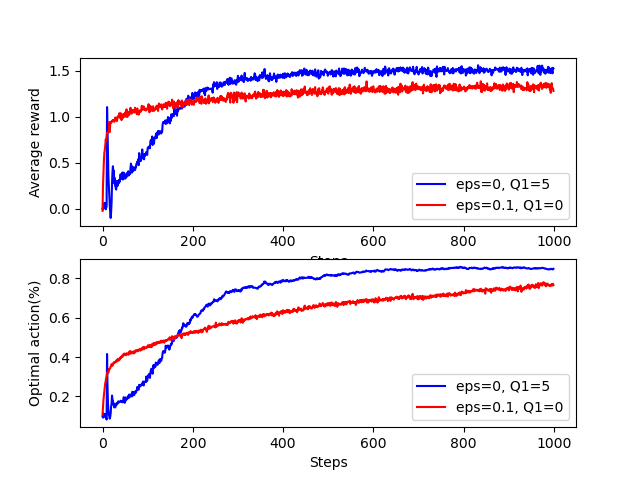 1.5
1.0
0.5
0.0
Average reward
eps=0, Q1=5
eps=0.1, Q1=0
0 200 400 600 800 1000
Steps
0.8
0.6
0.4
0.2
Optimal action(%)
eps=0, Q1=5
eps=0.1, Q1=0
0 200 400 600 800 1000
Steps